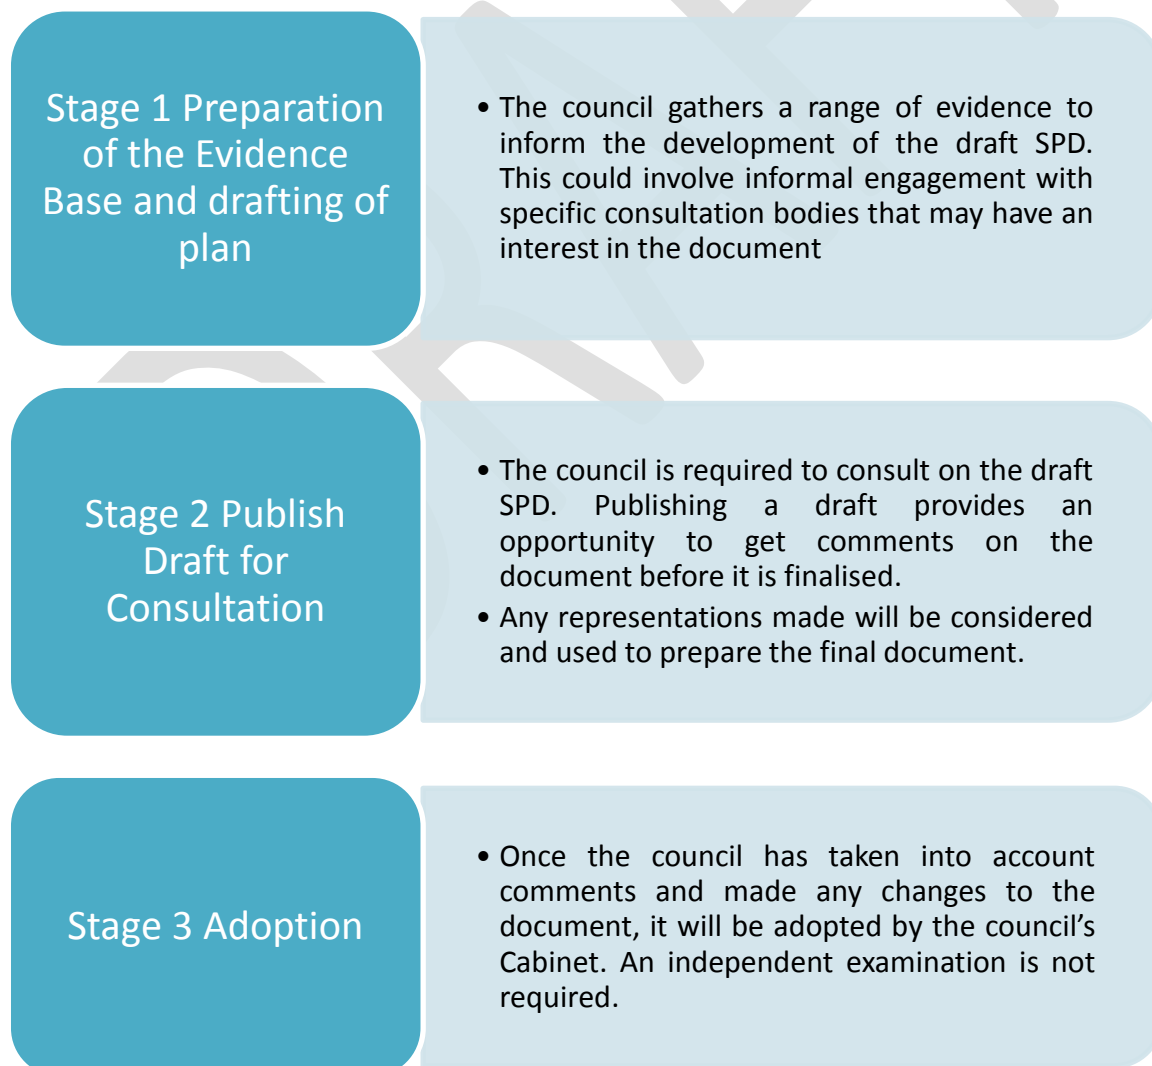 Stage 1 Preparation
of the Evidence
Base and drafting of
plan
• The council gathers a range of evidence to
inform the development of the draft SPD.
This could involve informal engagement with
specific consultation bodies that may have an
interest in the document
Stage 2 Publish
Draft for
Consultation
• The council is required to consult on the draft
SPD. Publishing a draft provides an
opportunity to get comments on the
document before it is finalised.
• Any representations made will be considered
and used to prepare the final document.
Stage 3 Adoption
• Once the council has taken into account
comments and made any changes to the
document, it will be adopted by the council’s
Cabinet. An independent examination is not
required.